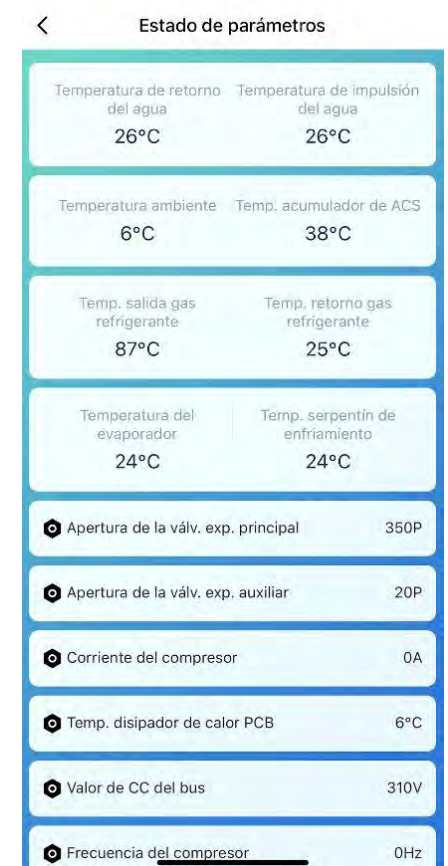 Estado de parámetros
Temperatura de retorno del agua
26°C
Temperatura de impulsión del agua
26°C
Temperatura ambiente
6°C
Temp. acumulador de ACS
38°C
Temp. salida gas refrigerante
87°C
Temp. retorno gas refrigerante
25°C
Temperatura del evaporador
24°C
Temp. serpentín de enfriamiento
24°C
Apertura de la válv. exp. principal 350P
Apertura de la válv. exp. auxiliar 20P
Corriente del compresor 0A
Temp. disipador de calor PCB 6°C
Valor de CC del bus 310V
Frecuencia del compresor 0Hz